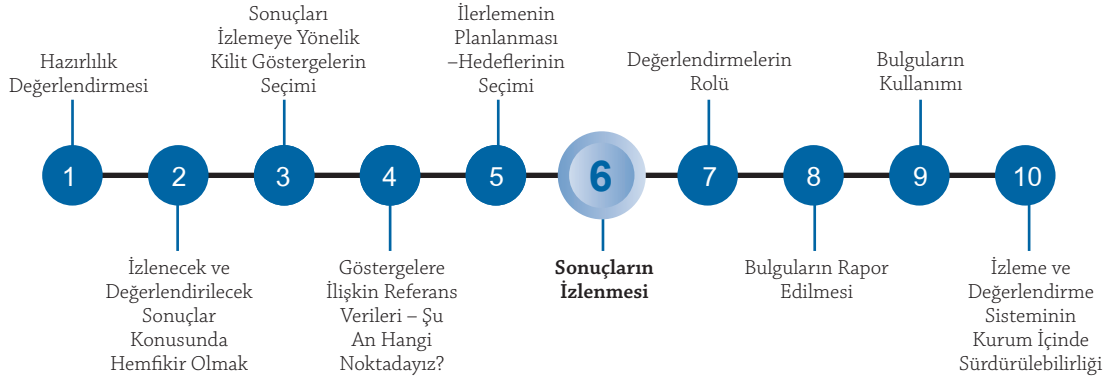 Hazırlılık
Değerlendirmesi
Sonuçları
İzlemeye Yönelik
Kilit Göstergelerin
Seçimi
İlerlemenin
Planlanması
–Hedeflerinin
Seçimi
Değerlendirmelerin
Rolü
Bulguların
Kullanımı
1
2
3
4
5
6
7
8
9
10
İzlenecek ve
Değerlendirilecek
Sonuçlar
Konusunda
Hemfikir Olmak
Göstergelere
İlişkin Referans
Verileri – Şu
An Hangi
Noktadayız?
Sonuçların
İzlenmesi
Bulguların Rapor
Edilmesi
İzleme ve
Değerlendirme
Sisteminin
Kurum İçinde
Sürdürülebilirliği